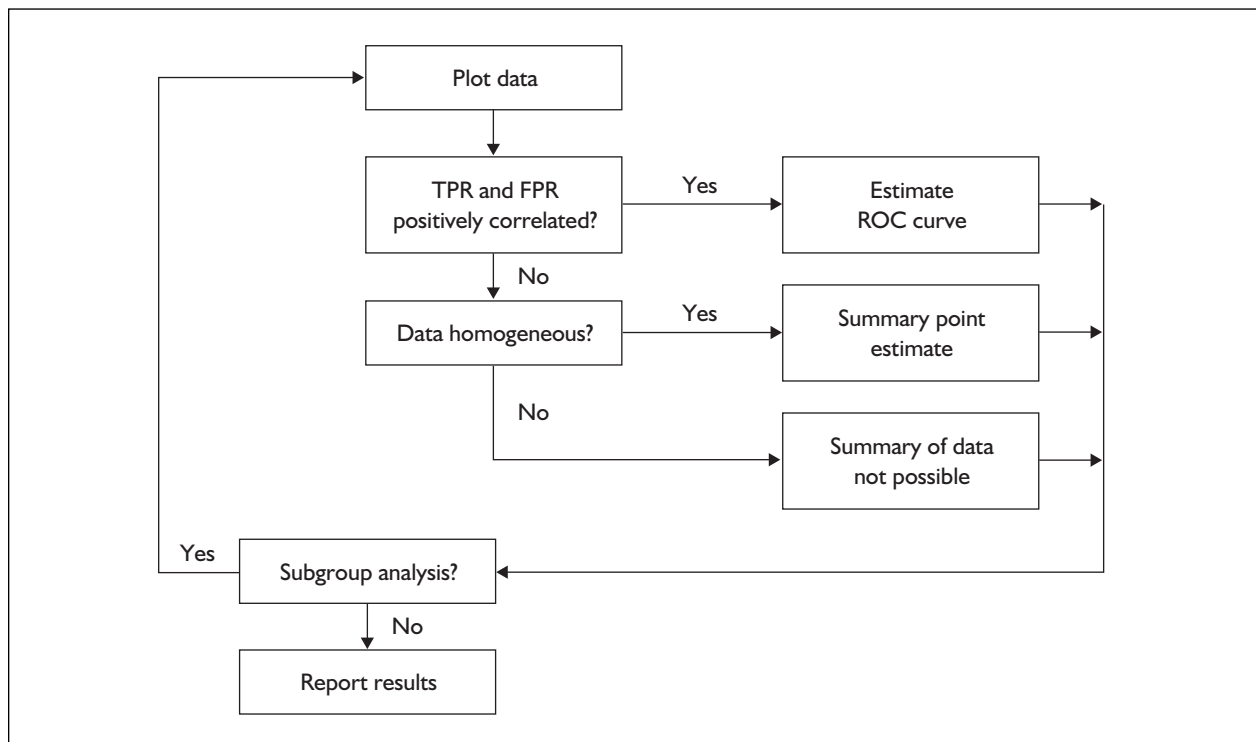 Plot data
TPR and FPR
positively correlated?
Yes
Estimate
ROC curve
No
Data homogeneous?
Yes
Summary point
estimate
No
Summary of data
not possible
Yes
Subgroup analysis?
No
Report results